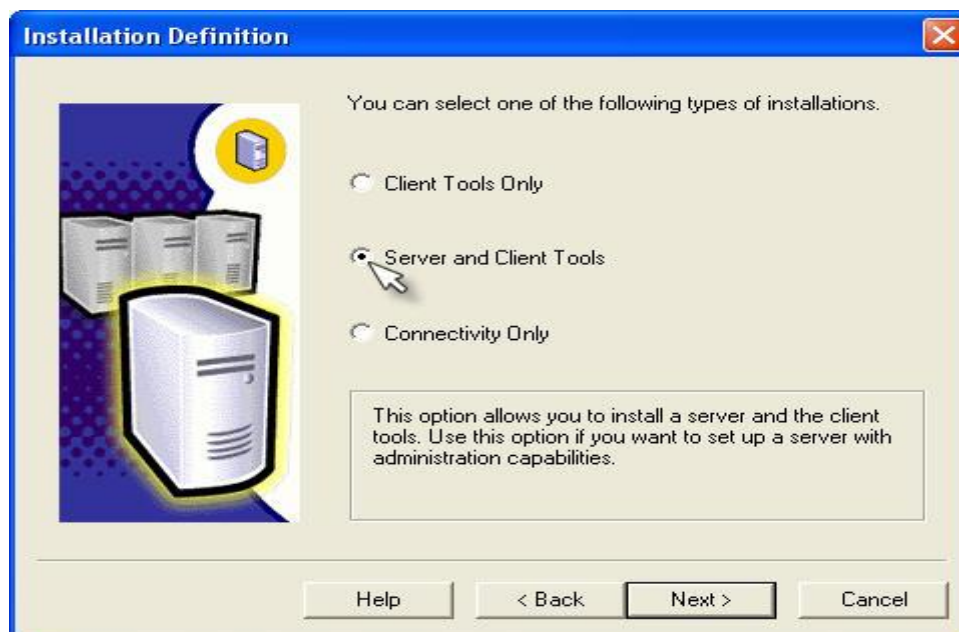 Installation Definition
You can select one of the following types of installations.
Client Tools Only
Server and Client Tools
Connectivity Only
This option allows you to install a server and the client
tools. Use this option if you want to set up a server with
administration capabilities.
Help
< Back
Next >
Cancel